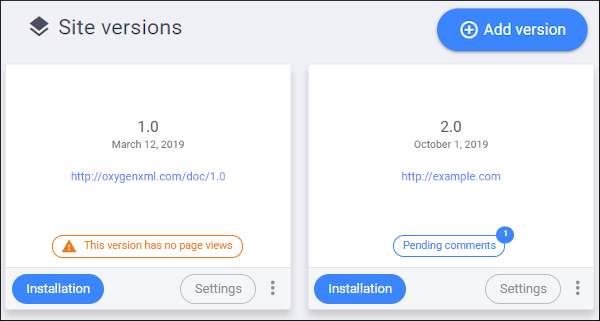 Site versions
Add version
1.0
March 12, 2019
http://oxygenxml.com/doc/1.0
This version has no page views
Installation
Settings
2.0
October 1, 2019
http://example.com
1
Pending comments
Installation
Settings